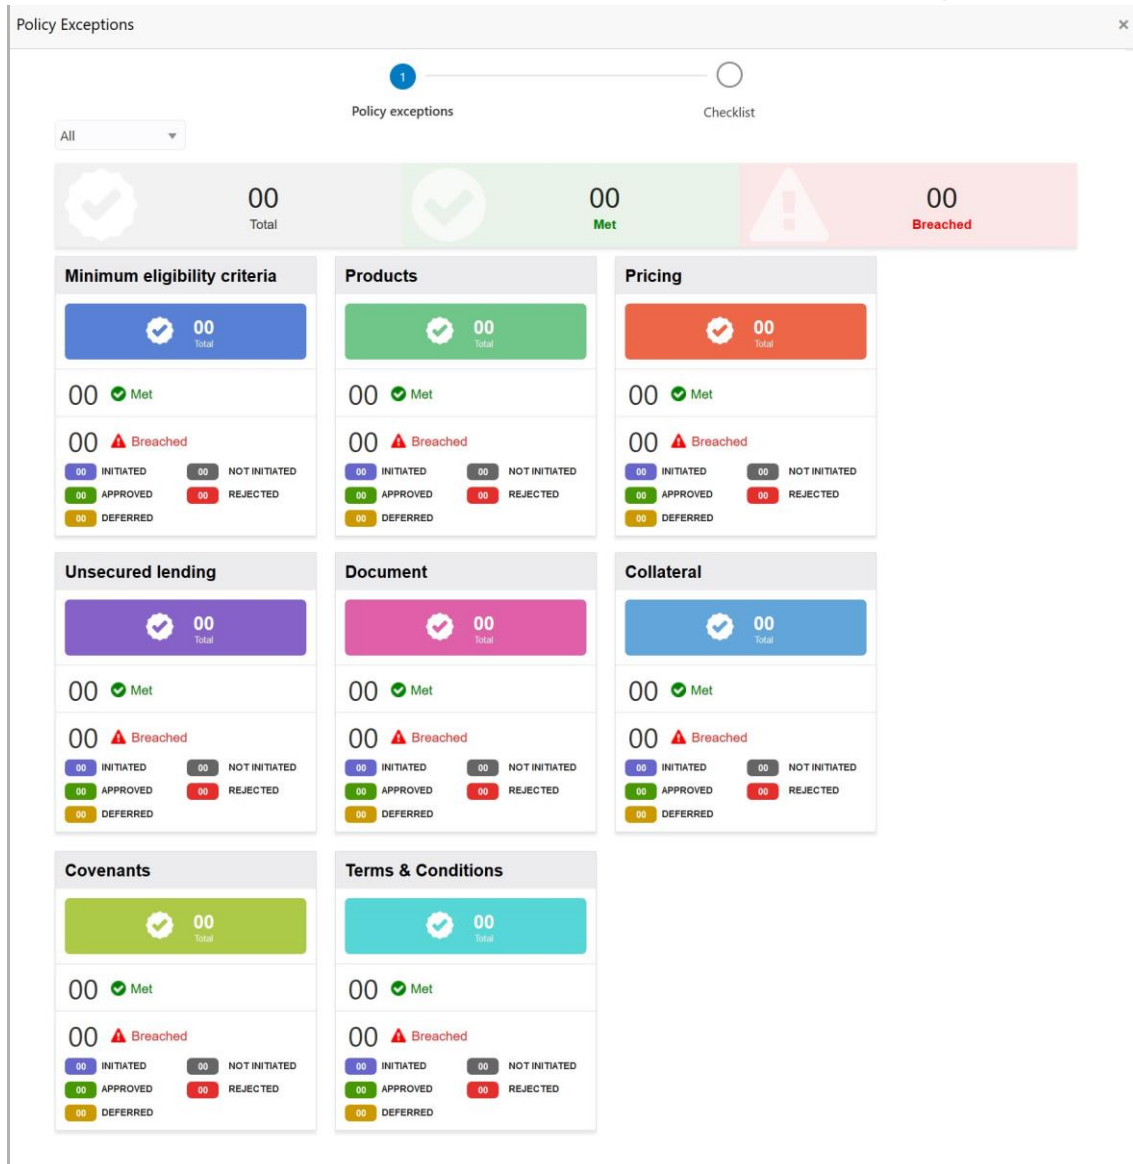 Policy Exceptions ×
1
Policy exceptions Checklist
All
00 00 00
Total Met Breached
Minimum eligibility criteria Products Pricing
00 00 00
Total Total Total
00 Met 00 Met 00 Met
00 Breached 00 Breached 00 Breached
00 INITIATED 00 NOT INITIATED 00 INITIATED 00 NOT INITIATED 00 INITIATED 00 NOT INITIATED
00 APPROVED 00 REJECTED 00 APPROVED 00 REJECTED 00 APPROVED 00 REJECTED
00 DEFERRED 00 DEFERRED 00 DEFERRED
Unsecured lending Document Collateral
00 00 00
Total Total Total
00 Met 00 Met 00 Met
00 Breached 00 Breached 00 Breached
00 INITIATED 00 NOT INITIATED 00 INITIATED 00 NOT INITIATED 00 INITIATED 00 NOT INITIATED
00 APPROVED 00 REJECTED 00 APPROVED 00 REJECTED 00 APPROVED 00 REJECTED
00 DEFERRED 00 DEFERRED 00 DEFERRED
Covenants Terms & Conditions
00 00
Total Total
00 Met 00 Met
00 Breached 00 Breached
00 INITIATED 00 NOT INITIATED 00 INITIATED 00 NOT INITIATED
00 APPROVED 00 REJECTED 00 APPROVED 00 REJECTED
00 DEFERRED 00 DEFERRED